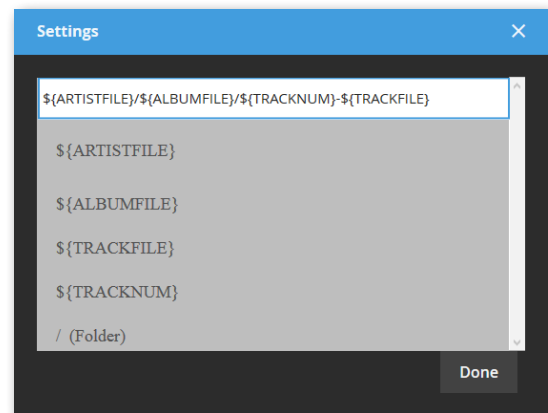 Settings
${ARTISTFILE}/${ALBUMFILE}/${TRACKNUM}-${TRACKFILE}
${ARTISTFILE}
${ALBUMFILE}
${TRACKFILE}
${TRACKNUM}
/ (Folder)
Done